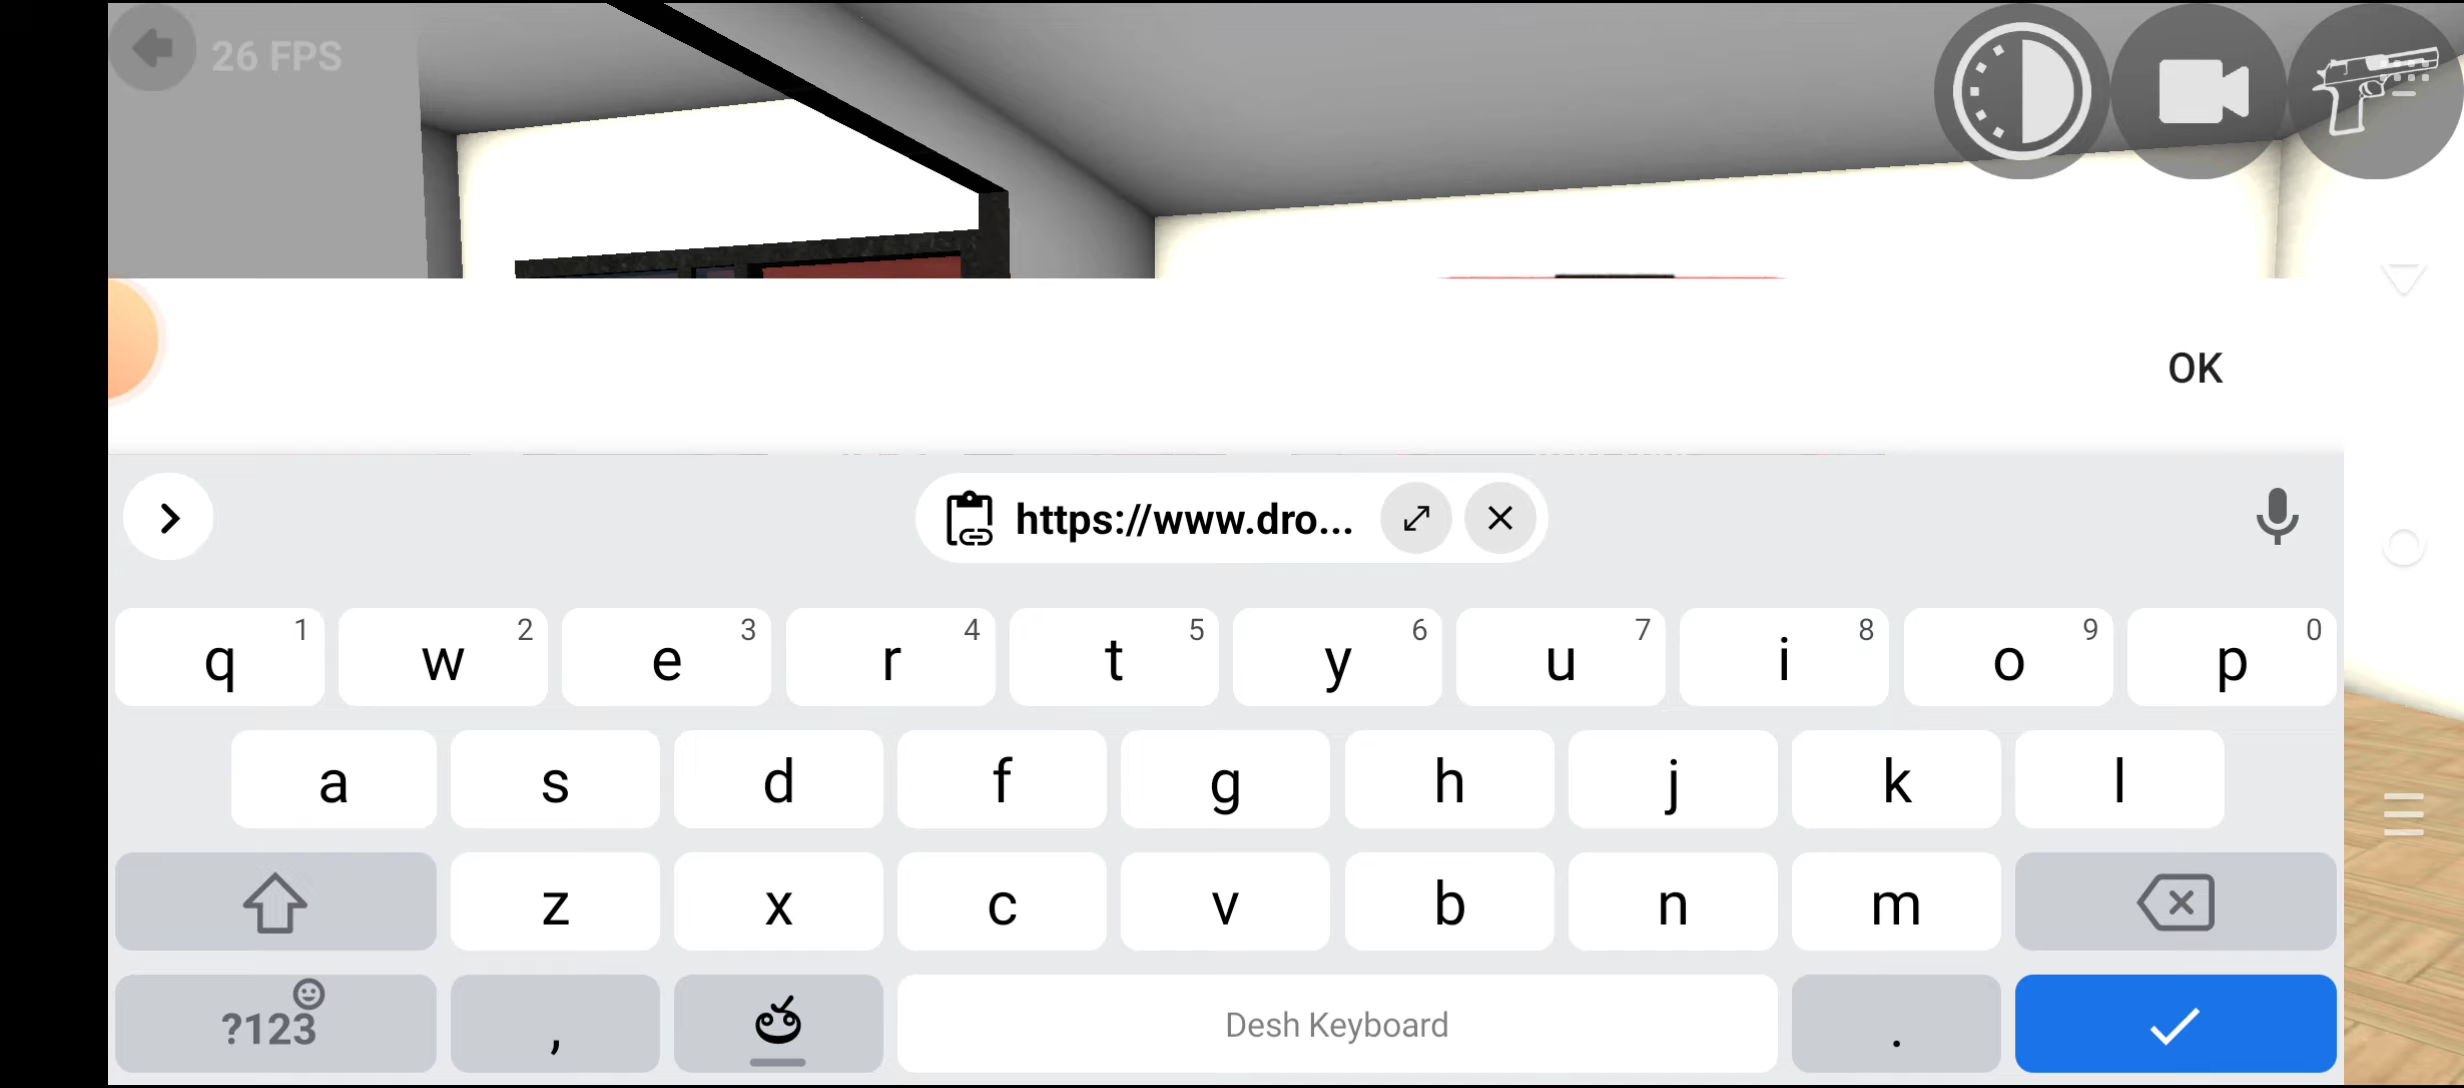 26 FPS
OK
https://www.dro...
q 1 w 2 e 3 r 4 t 5 y 6 u 7 i 8 o 9 p 0
a s d f g h j k l
z x c v b n m
?123 , ట Desh Keyboard .